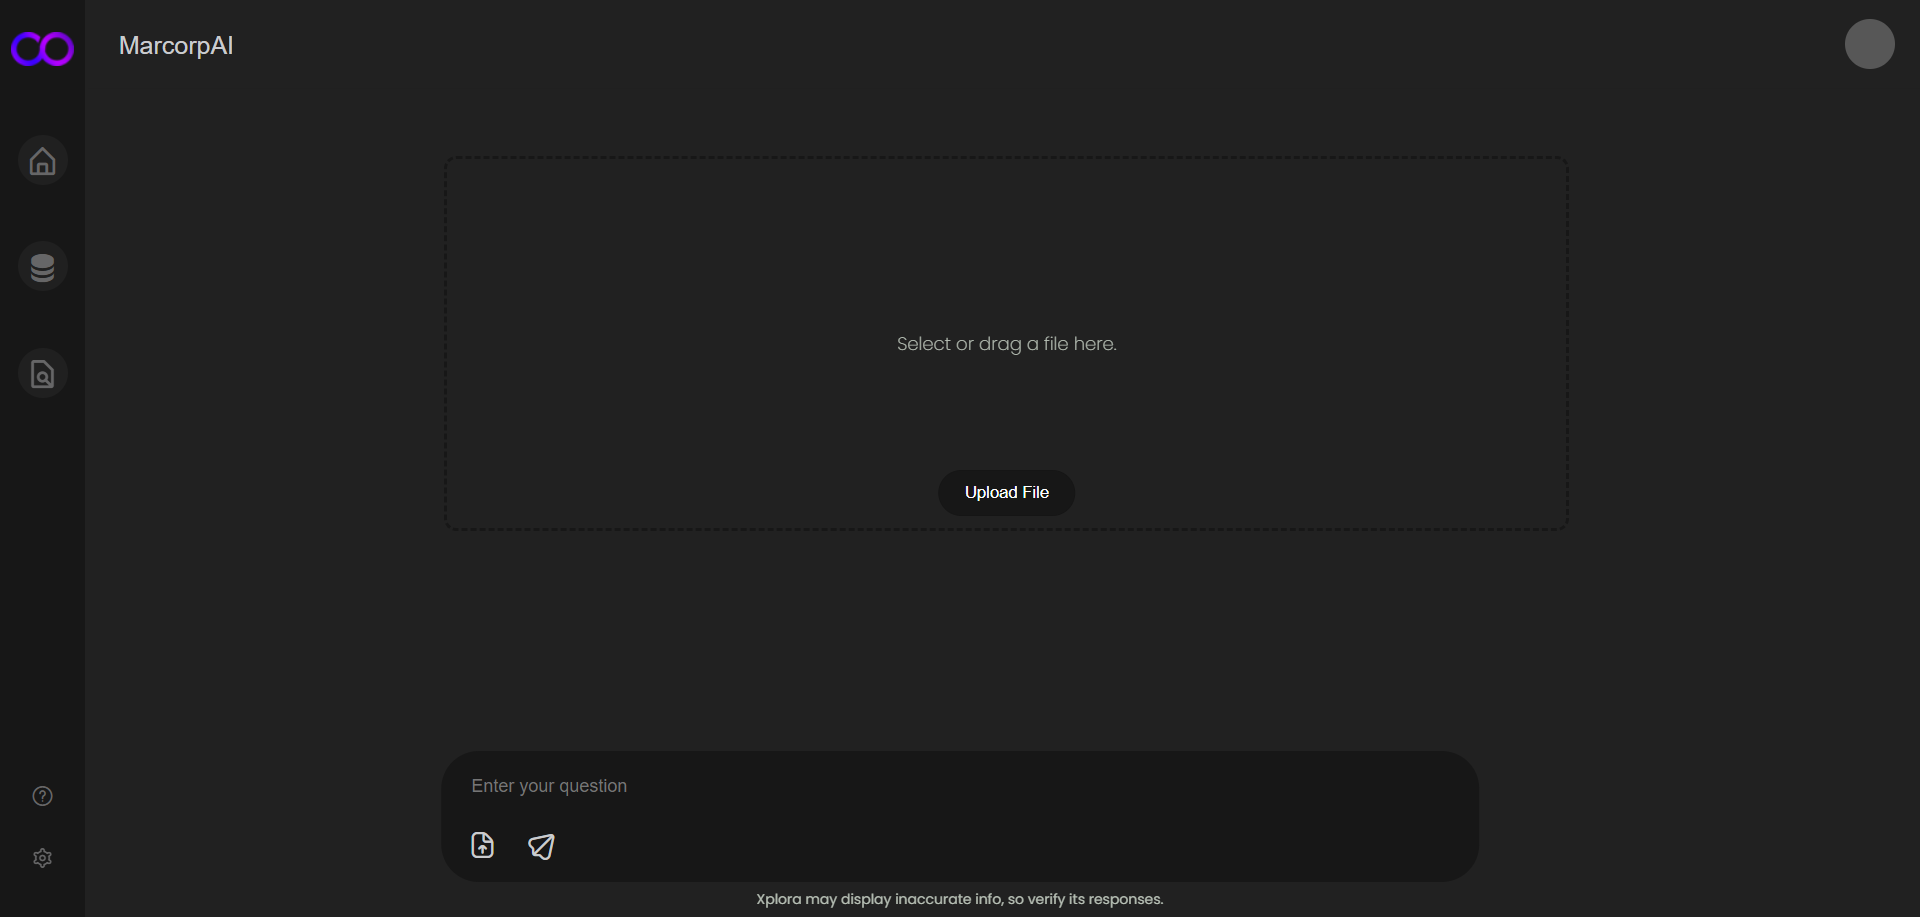 MarcorpAI
Select or drag a file here.
Upload File
Enter your question
Xplora may display inaccurate info, so verify its responses.